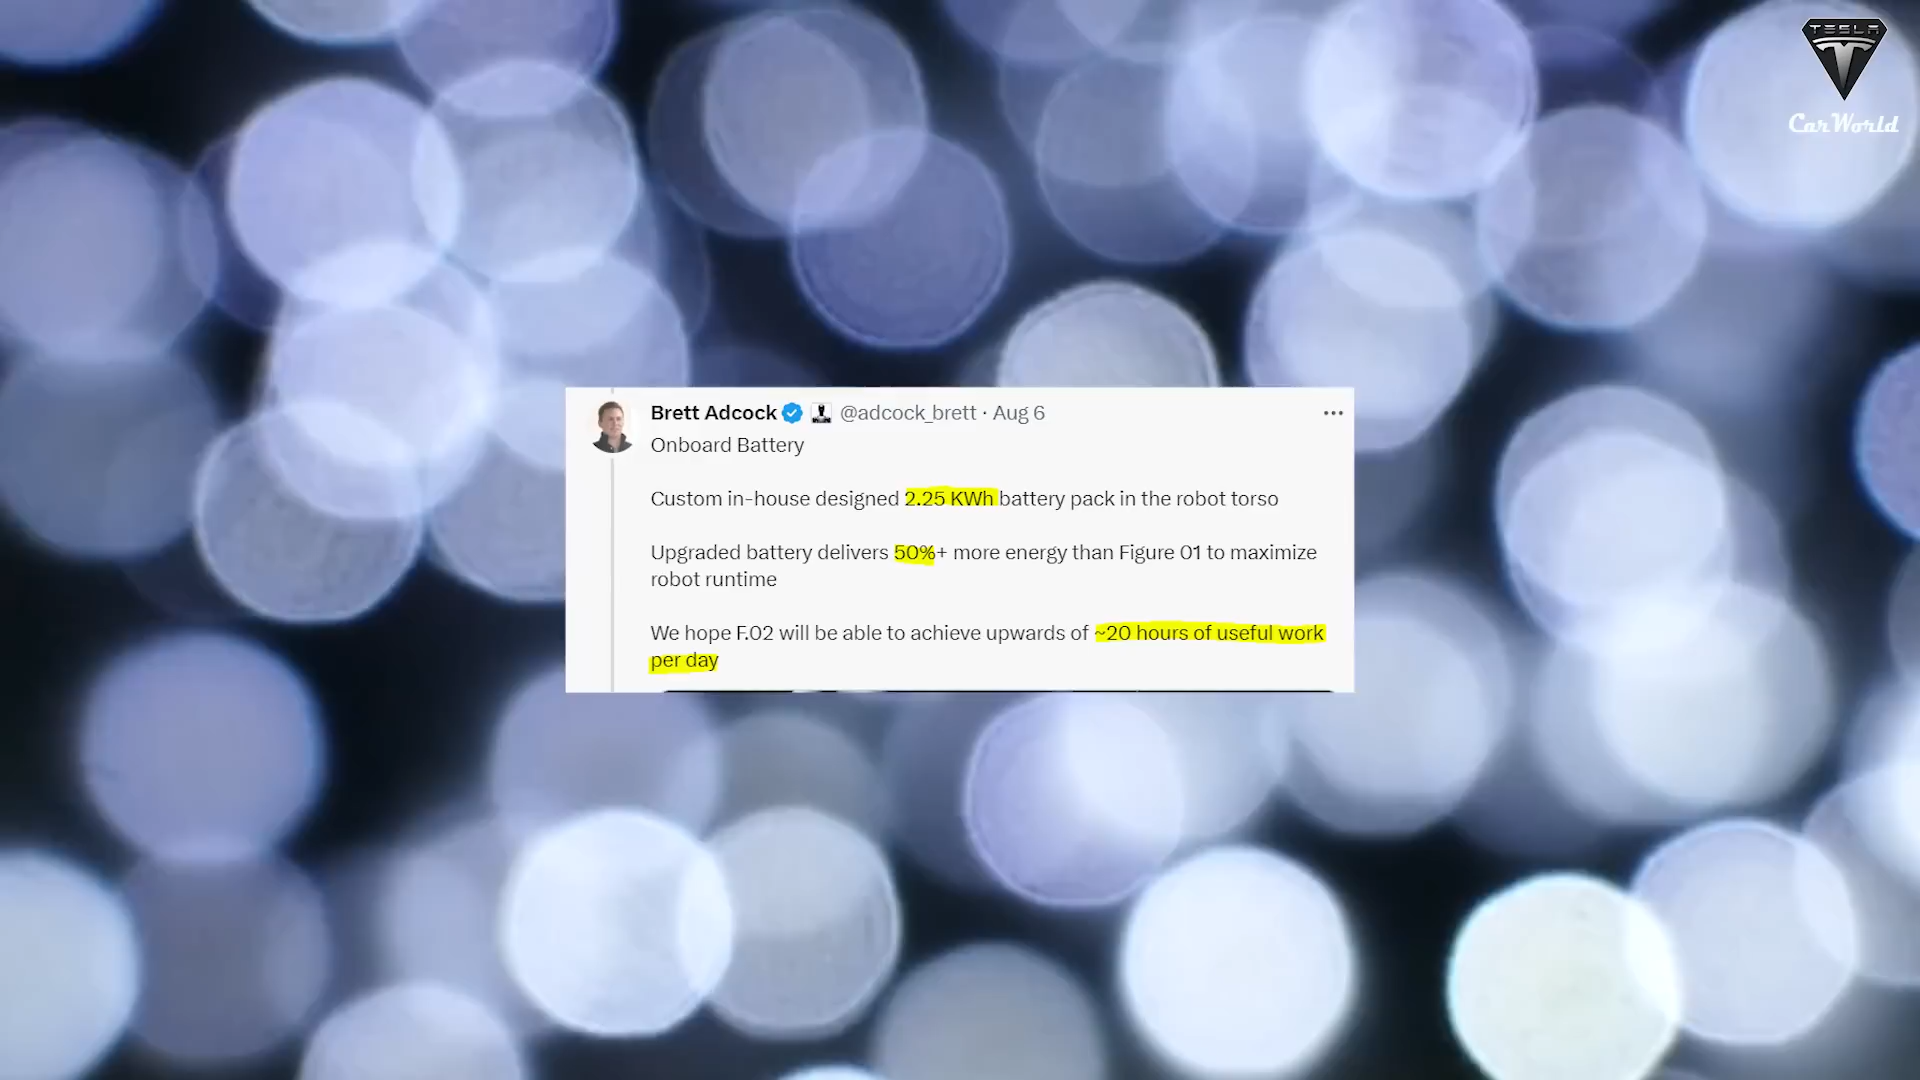 TESLA
CarWorld
Brett Adcock @adcock_brett · Aug 6
Onboard Battery
Custom in-house designed 2.25 KWh battery pack in the robot torso
Upgraded battery delivers 50%+ more energy than Figure 01 to maximize
robot runtime
We hope F.02 will be able to achieve upwards of ~20 hours of useful work
per day